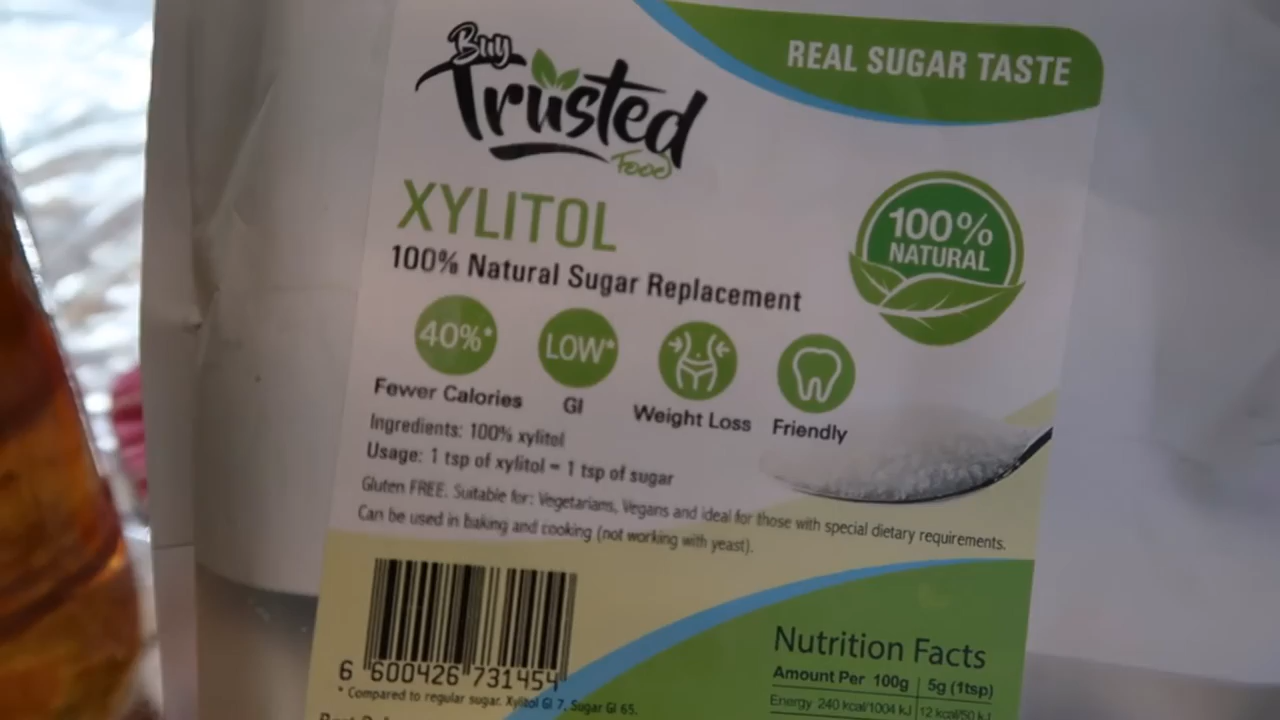 Buy
Trusted
Food
REAL SUGAR TASTE
XYLITOL
100% Natural Sugar Replacement
100%
NATURAL
40%*
Fewer Calories
LOW*
GI
Weight Loss
Friendly
Ingredients: 100% xylitol
Usage: 1 tsp of xylitol = 1 tsp of sugar
Gluten FREE. Suitable for: Vegetarians, Vegans and ideal for those with special dietary requirements.
Can be used in baking and cooking (not working with yeast).
6 600426 731454
* Compared to regular sugar. Xylitol GI 7, Sugar GI 65.
Nutrition Facts
Amount Per 100g 5g (1tsp)
Energy 240 kcal/1004 kJ 12 kcal/50 kJ